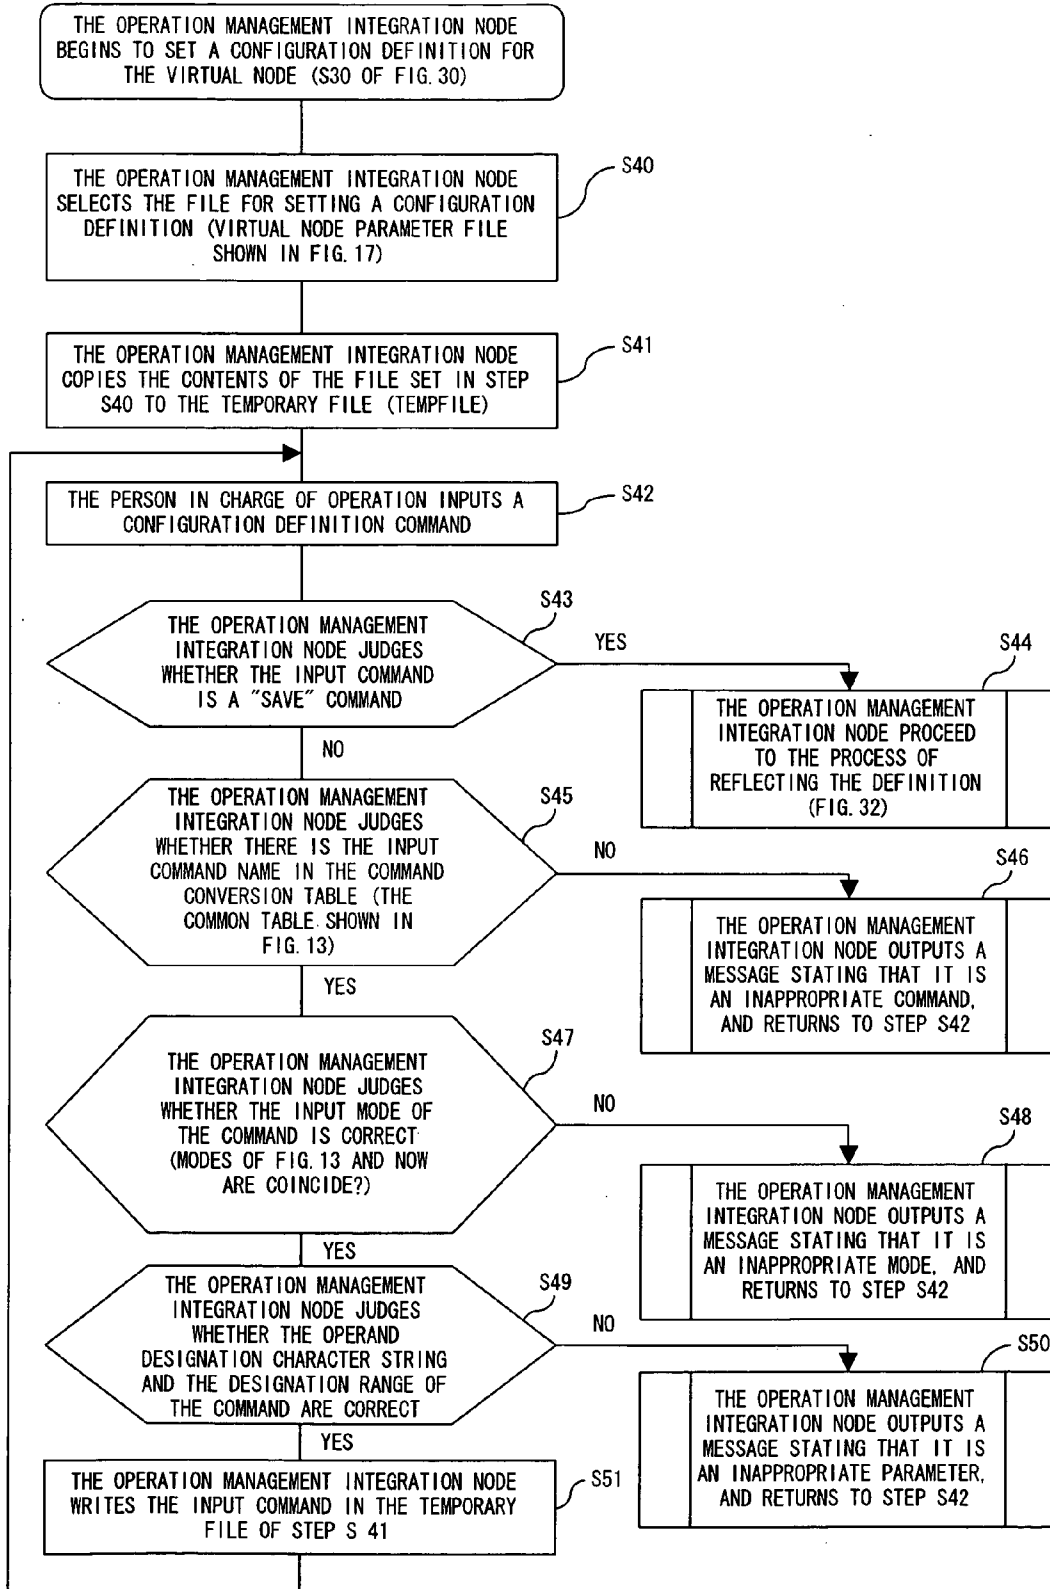 THE OPERATION MANAGEMENT INTEGRATION NODE
BEGINS TO SET A CONFIGURATION DEFINITION FOR
THE VIRTUAL NODE (S30 OF FIG. 30)
S40
THE OPERATION MANAGEMENT INTEGRATION NODE
SELECTS THE FILE FOR SETTING A CONFIGURATION
DEFINITION (VIRTUAL NODE PARAMETER FILE
SHOWN IN FIG. 17)
S41
THE OPERATION MANAGEMENT INTEGRATION NODE
COPIES THE CONTENTS OF THE FILE SET IN STEP
S40 TO THE TEMPORARY FILE (TEMPFILE)
S42
THE PERSON IN CHARGE OF OPERATION INPUTS A
CONFIGURATION DEFINITION COMMAND
S43
THE OPERATION MANAGEMENT
INTEGRATION NODE JUDGES
WHETHER THE INPUT COMMAND
IS A "SAVE" COMMAND
YES
NO
S44
THE OPERATION MANAGEMENT
INTEGRATION NODE PROCEED
TO THE PROCESS OF
REFLECTING THE DEFINITION
(FIG. 32)
S45
THE OPERATION MANAGEMENT
INTEGRATION NODE JUDGES
WHETHER THERE IS THE INPUT
COMMAND NAME IN THE COMMAND
CONVERSION TABLE (THE
COMMON TABLE SHOWN IN
FIG. 13)
NO
YES
S46
THE OPERATION MANAGEMENT
INTEGRATION NODE OUTPUTS A
MESSAGE STATING THAT IT IS
AN INAPPROPRIATE COMMAND,
AND RETURNS TO STEP S42
S47
THE OPERATION MANAGEMENT
INTEGRATION NODE JUDGES
WHETHER THE INPUT MODE OF
THE COMMAND IS CORRECT
(MODES OF FIG. 13 AND NOW
ARE COINCIDE?)
NO
YES
S48
THE OPERATION MANAGEMENT
INTEGRATION NODE OUTPUTS A
MESSAGE STATING THAT IT IS
AN INAPPROPRIATE MODE, AND
RETURNS TO STEP S42
S49
THE OPERATION MANAGEMENT
INTEGRATION NODE JUDGES
WHETHER THE OPERAND
DESIGNATION CHARACTER STRING
AND THE DESIGNATION RANGE OF
THE COMMAND ARE CORRECT
NO
YES
S50
THE OPERATION MANAGEMENT
INTEGRATION NODE OUTPUTS A
MESSAGE STATING THAT IT IS
AN INAPPROPRIATE PARAMETER,
AND RETURNS TO STEP S42
S51
THE OPERATION MANAGEMENT INTEGRATION NODE
WRITES THE INPUT COMMAND IN THE TEMPORARY
FILE OF STEP S 41